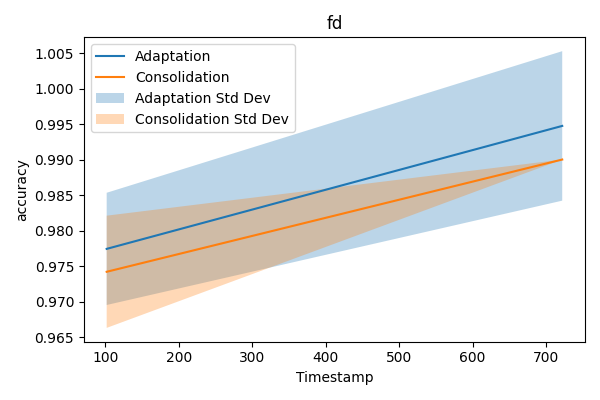 fd
1.005
1.000
0.995
0.990
0.985
0.980
0.975
0.970
0.965
accuracy
Adaptation
Consolidation
Adaptation Std Dev
Consolidation Std Dev
100 200 300 400 500 600 700
Timestamp